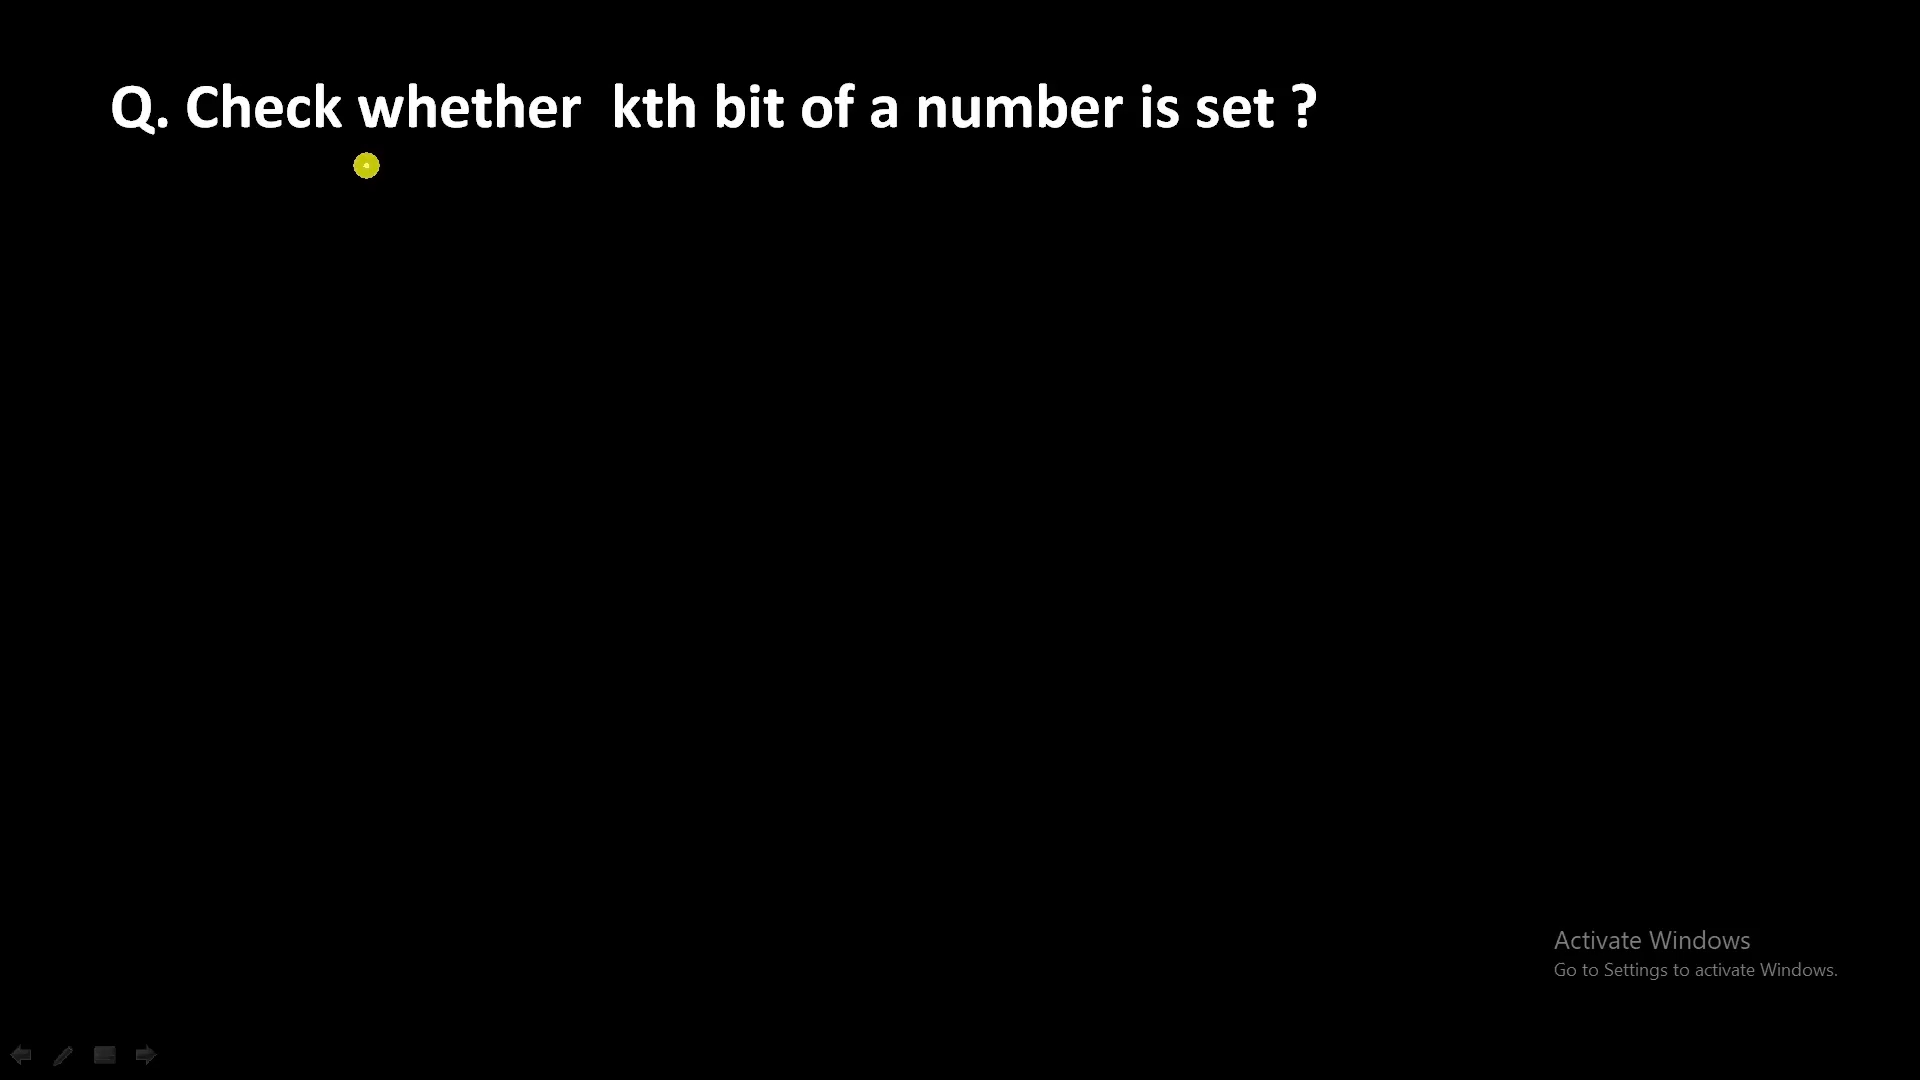 Q. Check whether  kth bit of a number is set ?
Activate Windows
Go to Settings to activate Windows.